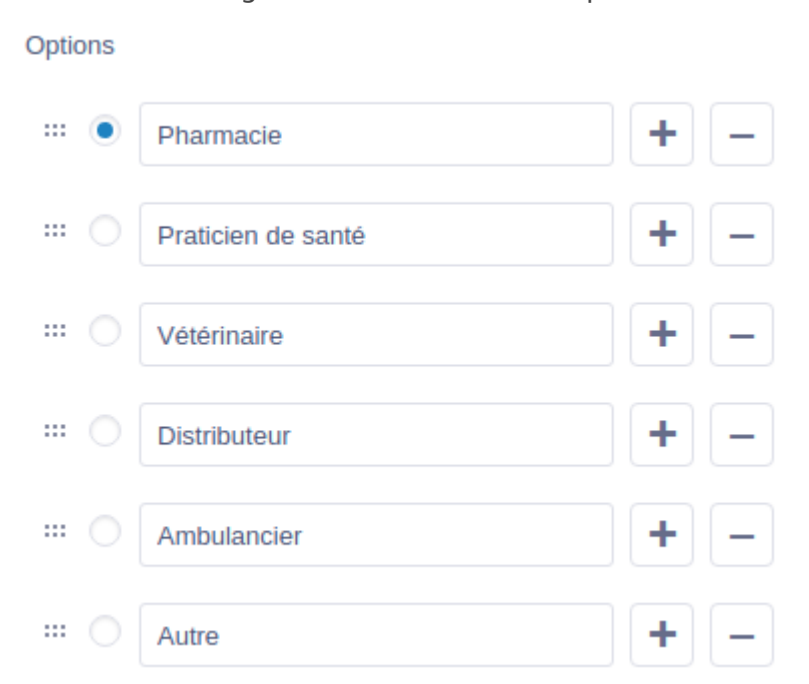 Options
Pharmacie
Praticien de santé
Vétérinaire
Distributeur
Ambulancier
Autre